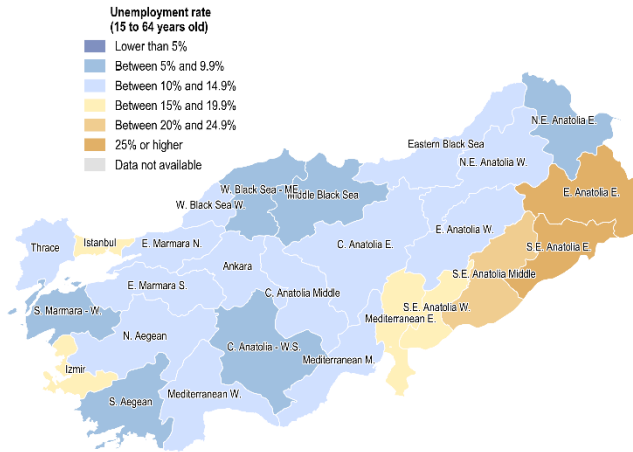 Unemployment rate
(15 to 64 years old)
Lower than 5%
Between 5% and 9.9%
Between 10% and 14.9%
Between 15% and 19.9%
Between 20% and 24.9%
25% or higher
Data not available
N.E. Anatolia E.
Eastern Black Sea
N.E. Anatolia W.
W. Black Sea - ME
Middle Black Sea
E. Anatolia E.
W. Black Sea W.
E. Anatolia W.
Thrace
Istanbul
E. Marmara N.
C. Anatolia E.
S.E. Anatolia E.
Ankara
S.E. Anatolia Middle
E. Marmara S.
C. Anatolia Middle
S. Marmara - W.
S.E. Anatolia W.
Mediterranean E.
N. Aegean
C. Anatolia - W.S.
Mediterranean M.
Izmir
S. Aegean
Mediterranean W.